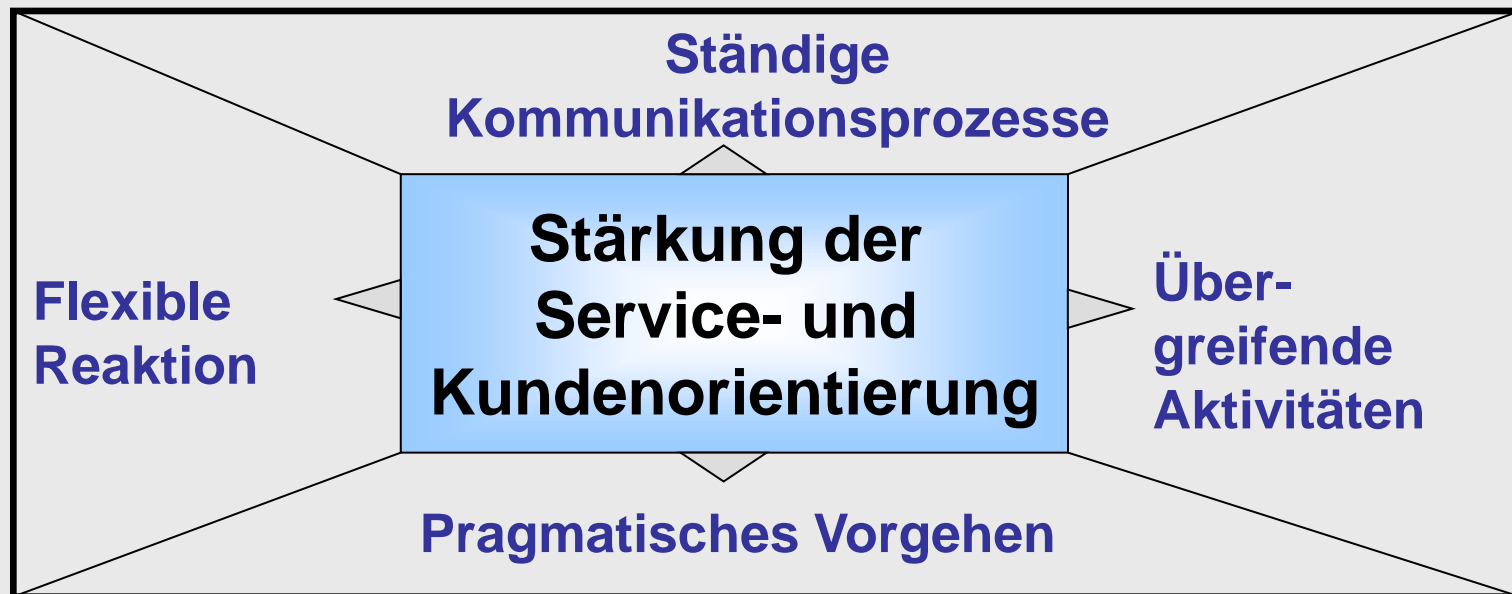 Ständige
Kommunikationsprozesse
Stärkung der
Service- und
Kundenorientierung
Flexible
Reaktion
Über-
greifende
Aktivitäten
Pragmatisches Vorgehen